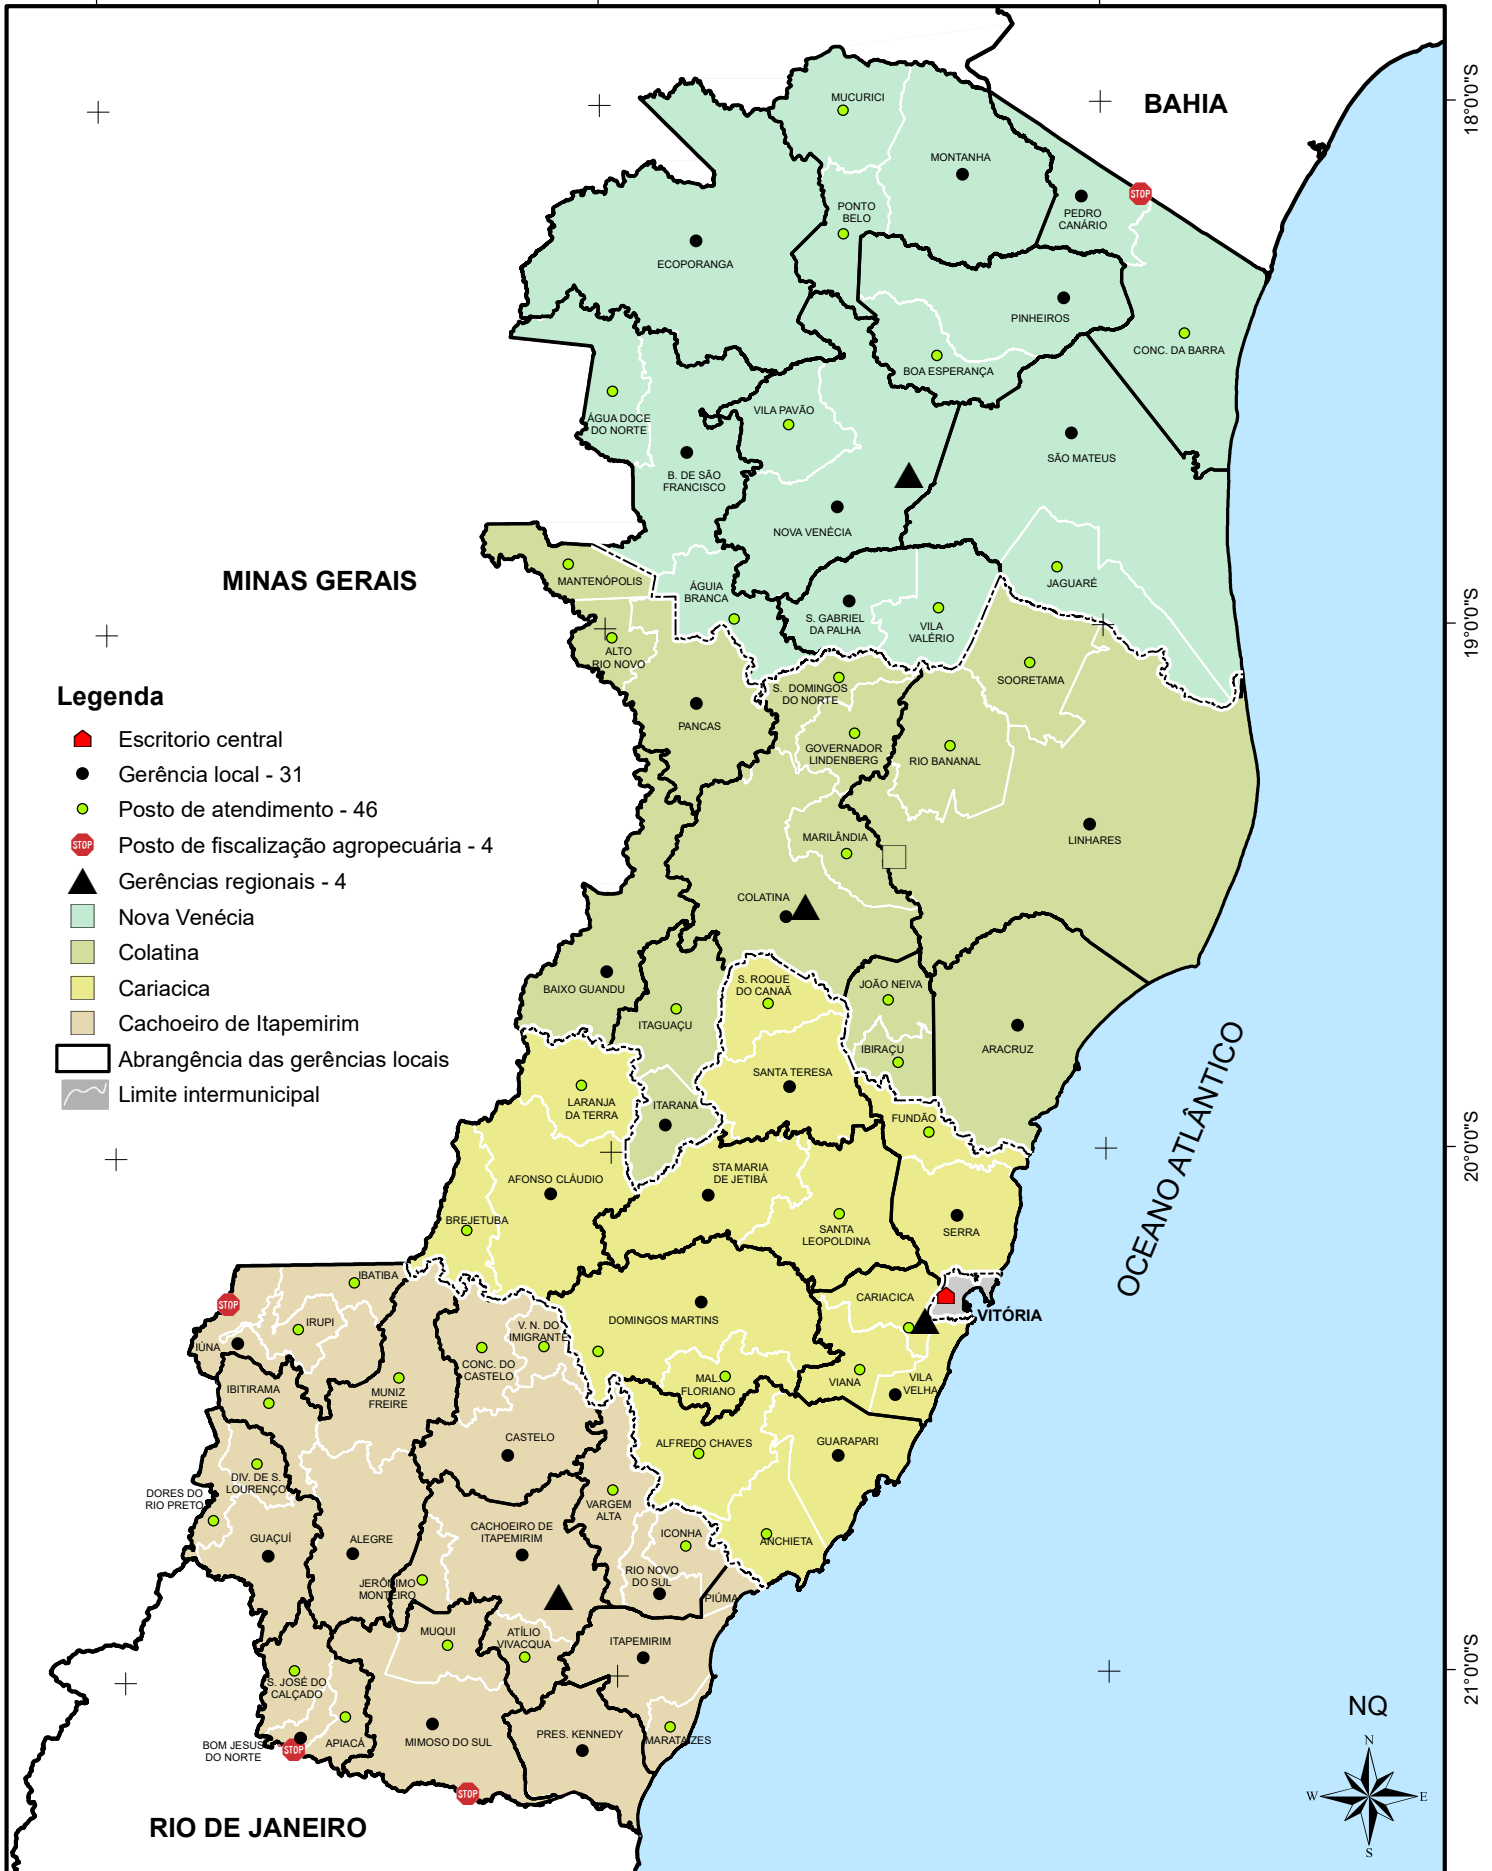 BAHIA
18°0'0"S
MUCURICI
MONTANHA
STOP
PONTO
BELO
PEDRO
CANÁRIO
ECOPORANGA
PINHEIROS
CONC. DA BARRA
BOA ESPERANÇA
VILA PAVÃO
ÁGUA DOCE
DO NORTE
SÃO MATEUS
B. DE SÃO
FRANCISCO
NOVA VENÉCIA
MINAS GERAIS
MANTENÓPOLIS
ÁGUIA
BRANCA
JAGUARÉ
S. GABRIEL
DA PALHA
VILA
VALÉRIO
19°0'0"S
ALTO
RIO NOVO
SOORETAMA
S. DOMINGOS
DO NORTE
PANCAS
GOVERNADOR
LINDENBERG
RIO BANANAL
Legenda
Escritorio central
Gerência local - 31
Posto de atendimento - 46
STOP
Posto de fiscalização agropecuária - 4
Gerências regionais - 4
Nova Venécia
Colatina
Cariacica
Cachoeiro de Itapemirim
Abrangência das gerências locais
Limite intermunicipal
MARILÂNDIA
LINHARES
COLATINA
BAIXO GUANDU
S. ROQUE
DO CANAÃ
JOÃO NEIVA
ITAGUAÇU
IBIRAÇU
ARACRUZ
SANTA TERESA
LARANJA
DA TERRA
ITARANA
FUNDÃO
OCEANO ATLÂNTICO
20°0'0"S
AFONSO CLÁUDIO
STA MARIA
DE JETIBÁ
BREJETUBA
SANTA
LEOPOLDINA
SERRA
IBATIBA
STOP
IRUPI
IÚNA
CARIACICA
VITÓRIA
DOMINGOS MARTINS
V. N. DO
IMIGRANTE
CONC. DO
CASTELO
IBITIRAMA
MUNIZ
FREIRE
MAL.
FLORIANO
VIANA
VILA
VELHA
CASTELO
ALFREDO CHAVES
GUARAPARI
DIV. DE S.
LOURENÇO
DORES DO
RIO PRETO
VARGEM
ALTA
GUAÇUÍ
ALEGRE
CACHOEIRO DE
ITAPEMIRIM
ICONHA
ANCHIETA
JERÔNIMO
MONTEIRO
RIO NOVO
DO SUL
PIÚMA
MUQUI
ATÍLIO
VIVACQUA
ITAPEMIRIM
21°0'0"S
S. JOSÉ DO
CALÇADO
BOM JESUS
DO NORTE
STOP
APIACÁ
MIMOSO DO SUL
PRES. KENNEDY
MARATAÍZES
STOP
RIO DE JANEIRO
NQ
N
W
E
S